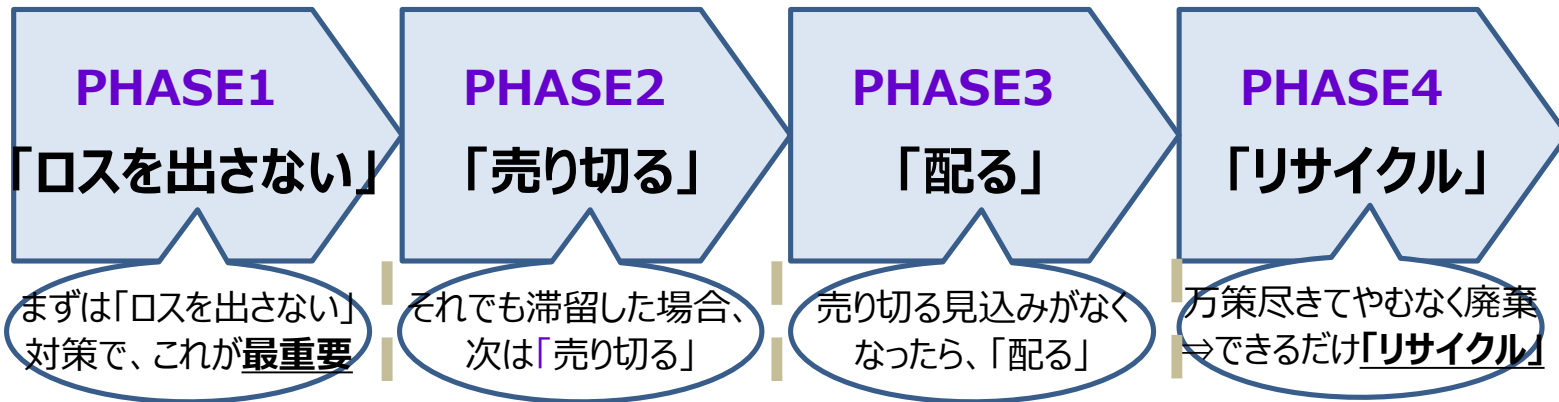 PHASE1
「ロスを出さない」
まずは「ロスを出さない」
対策で、これが最重要
PHASE2
「売り切る」
それでも滞留した場合、
次は「売り切る」
PHASE3
「配る」
売り切る見込みがなく
なったら、「配る」
PHASE4
「リサイクル」
万策尽きてやむなく廃棄
⇒できるだけ「リサイクル」